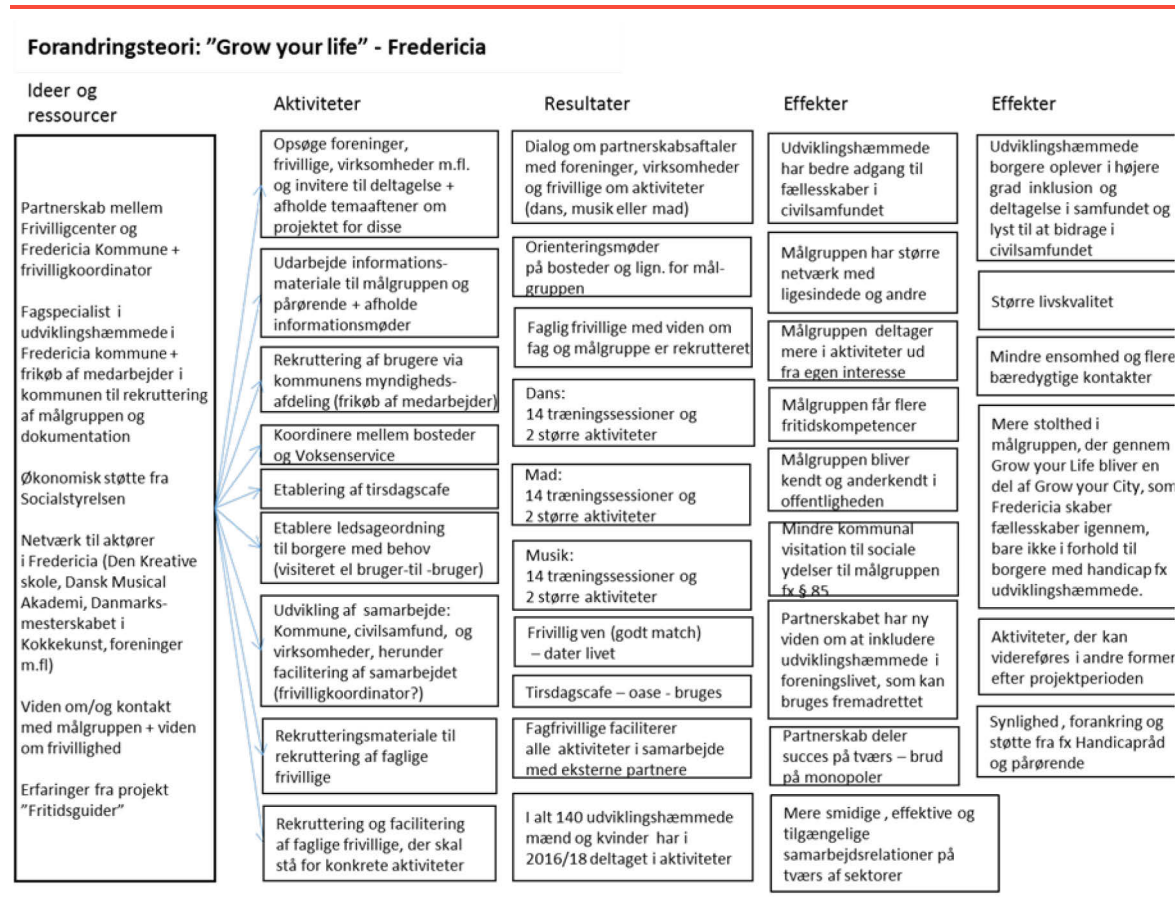 Forandringsteori: ”Grow your life” - Fredericia
Ideer og
ressourcer
Partnerskab mellem
Frivilligcenter og
Fredericia Kommune +
frivilligkoordinator
Fagspecialist i
udviklingshæmmede i
Fredericia kommune +
frikøb af medarbejder i
kommunen til rekruttering
af målgruppen og
dokumentation
Økonomisk støtte fra
Socialstyrelsen
Netværk til aktører
i Fredericia (Den Kreative
skole, Dansk Musical
Akademi, Danmarks-
mesterskabet i
Kokkekunst, foreninger
m.fl)
Viden om/og kontakt
med målgruppen + viden
om frivillighed
Erfaringer fra projekt
”Fritidsguider”
Aktiviteter
Opsøge foreninger,
frivillige, virksomheder m.fl.
og invitere til deltagelse +
afholde temaaftener om
projektet for disse
Udarbejde informations-
materiale til målgruppen og
pårørende + afholde
informationsmøder
Rekruttering af brugere via
kommunens myndigheds-
afdeling (frikøb af medarbejder)
Koordinere mellem bosteder
og Voksenservice
Etablering af tirsdagscafe
Etablere ledsageordning
til borgere med behov
(visiteret el bruger-til -bruger)
Udvikling af samarbejde:
Kommune, civilsamfund, og
virksomheder, herunder
facilitering af samarbejdet
(frivilligkoordinator?)
Rekrutteringsmateriale til
rekruttering af faglige
frivillige
Rekruttering og facilitering
af faglige frivillige, der skal
stå for konkrete aktiviteter
Resultater
Dialog om partnerskabsaftaler
med foreninger, virksomheder
og frivillige om aktiviteter
(dans, musik eller mad)
Orienteringsmøder
på bosteder og lign. for mål-
gruppen
Faglig frivillige med viden om
fag og målgruppe er rekrutteret
Dans:
14 træningssessioner og
2 større aktiviteter
Mad:
14 træningssessioner og
2 større aktiviteter
Musik:
14 træningssessioner og
2 større aktiviteter
Frivillig ven (godt match)
– dater livet
Tirsdagscafe – oase - bruges
Fagfrivillige faciliterer
alle aktiviteter i samarbejde
med eksterne partnere
I alt 140 udviklingshæmmede
mænd og kvinder har i
2016/18 deltaget i aktiviteter
Effekter
Udviklingshæmmede
har bedre adgang til
fællesskaber i
civilsamfundet
Målgruppen har større
netværk med
ligesindede og andre
Målgruppen deltager
mere i aktiviteter ud
fra egen interesse
Målgruppen får flere
fritidskompetencer
Målgruppen bliver
kendt og anderkendt i
offentligheden
Mindre kommunal
visitation til sociale
ydelser til målgruppen
fx § 85
Partnerskabet har ny
viden om at inkludere
udviklingshæmmede i
foreningslivet, som kan
bruges fremadrettet
Partnerskab deler
succes på tværs – brud
på monopoler
Mere smidige , effektive og
tilgængelige
samarbejdsrelationer på
tværs af sektorer
Effekter
Udviklingshæmmede
borgere oplever i højere
grad inklusion og
deltagelse i samfundet og
lyst til at bidrage i
civilsamfundet
Større livskvalitet
Mindre ensomhed og flere
bæredygtige kontakter
Mere stolthed i
målgruppen, der gennem
Grow your Life bliver en
del af Grow your City, som
Fredericia skaber
fællesskaber igennem,
bare ikke i forhold til
borgere med handicap fx
udviklingshæmmede.
Aktiviteter, der kan
videreføres i andre former
efter projektperioden
Synlighed , forankring og
støtte fra fx Handicapråd
og pårørende